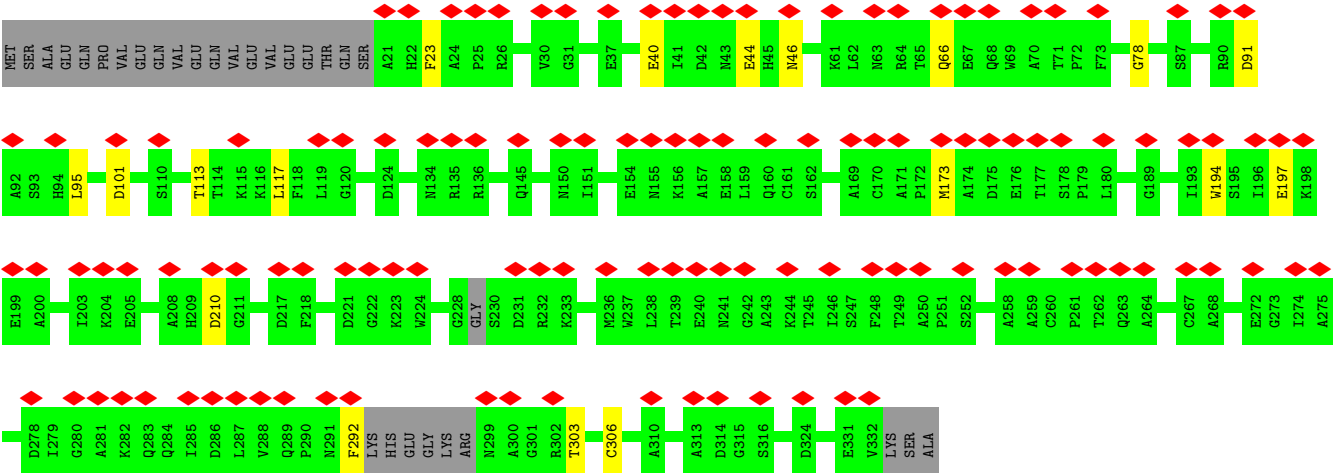 MET SER ALA GLU GLN PRO VAL GLU GLN VAL GLU GLN VAL GLU VAL GLU GLU THR GLN SER A21 H22 F23 A24 P25 R26 V30 G31 E37 E40 I41 D42 N43 E44 H45 N46 K61 L62 N63 R64 T65 Q66 E67 Q68 W69 A70 T71 P72 F73 G78 S87 R90 D91
A92 S93 H94 L95 D101 S110 T113 T114 K115 K116 L117 F118 L119 G120 D124 N134 R135 R136 Q145 N150 I151 E154 N155 K156 A157 E158 L159 Q160 C161 S162 A169 C170 A171 P172 M173 A174 D175 E176 T177 S178 P179 L180 G189 I193 W194 S195 I196 E197 K198
E199 A200 I203 K204 E205 A208 H209 D210 G211 D217 F218 D221 G222 K223 W224 G228 GLY S230 D231 R232 K233 M236 W237 L238 T239 E240 N241 G242 A243 K244 T245 I246 S247 F248 T249 A250 P251 S252 A258 A259 C260 P261 T262 Q263 A264 C267 A268 E272 G273 I274 A275
D278 I279 G280 A281 K282 Q283 Q284 I285 D286 L287 V288 Q289 P290 N291 F292 LYS HIS GLU GLY LYS ARG N299 A300 G301 R302 T303 C306 A310 A313 D314 G315 S316 D324 E331 V332 LYS SER ALA